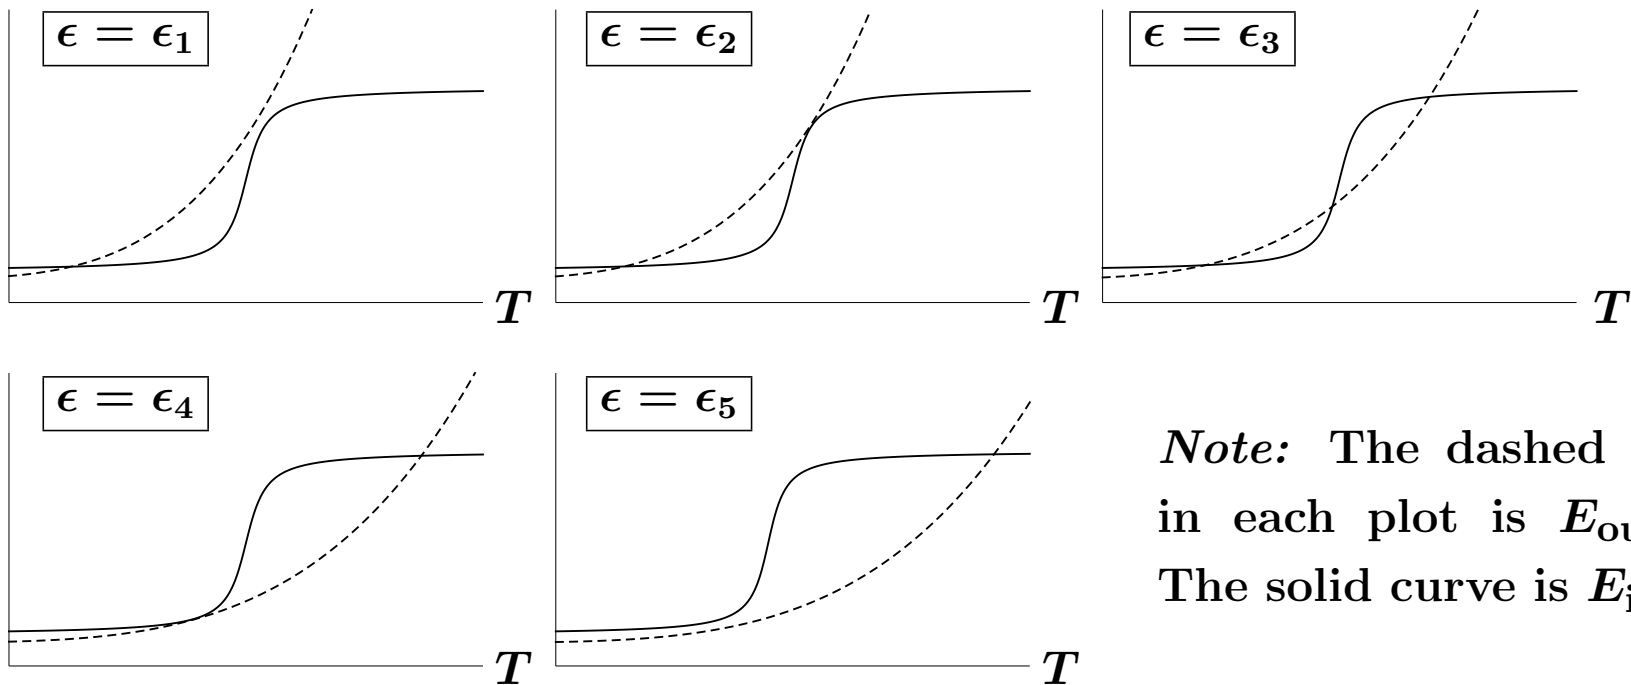 ϵ = ϵ₁
ϵ = ϵ₂
ϵ = ϵ₃
T
T
T
ϵ = ϵ₄
ϵ = ϵ₅
Note: The dashed
in each plot is
The solid curve is
T
T